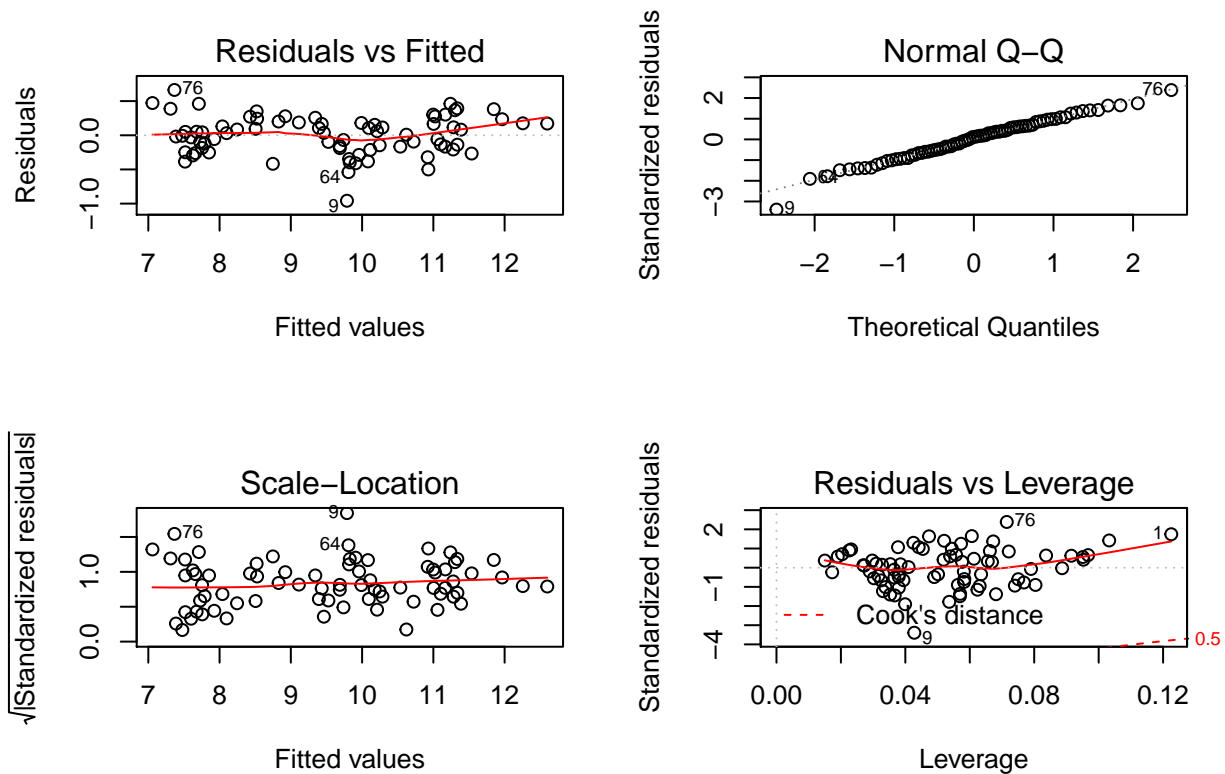 Residuals vs Fitted
Residuals
0.0
−1.0
76
64
9
7 8 9 10 11 12
Fitted values
Normal Q−Q
Standardized residuals
2
0
−3
76
64
9
−2 −1 0 1 2
Theoretical Quantiles
Scale−Location
√|Standardized residuals|
1.0
0.0
9
76
64
7 8 9 10 11 12
Fitted values
Residuals vs Leverage
Standardized residuals
2
−1
−4
76
1
Cook's distance
9
0.5
0.00 0.04 0.08 0.12
Leverage